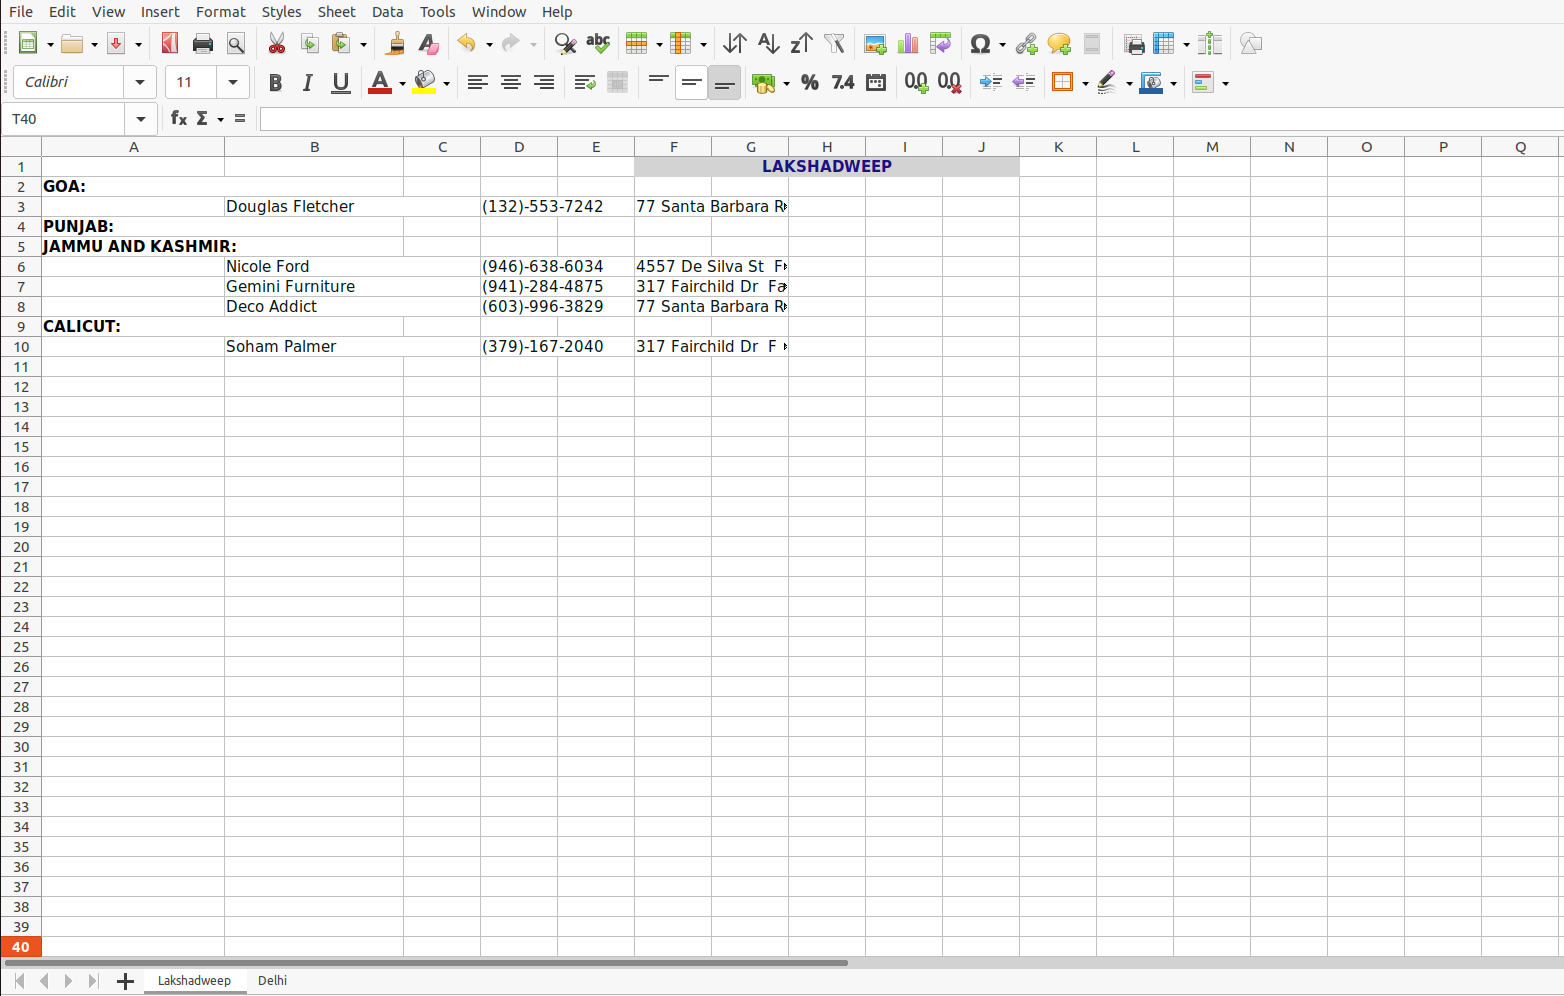 File Edit View Insert Format Styles Sheet Data Tools Window Help
Calibri 11 B I U A % 7.4
T40 fx Σ =
A B C D E F G H I J K L M N O P Q
1 LAKSHADWEEP
2 GOA:
3 Douglas Fletcher (132)-553-7242 77 Santa Barbara R
4 PUNJAB:
5 JAMMU AND KASHMIR:
6 Nicole Ford (946)-638-6034 4557 De Silva St F
7 Gemini Furniture (941)-284-4875 317 Fairchild Dr Fa
8 Deco Addict (603)-996-3829 77 Santa Barbara R
9 CALICUT:
10 Soham Palmer (379)-167-2040 317 Fairchild Dr F
11
12
13
14
15
16
17
18
19
20
21
22
23
24
25
26
27
28
29
30
31
32
33
34
35
36
37
38
39
40
Lakshadweep Delhi